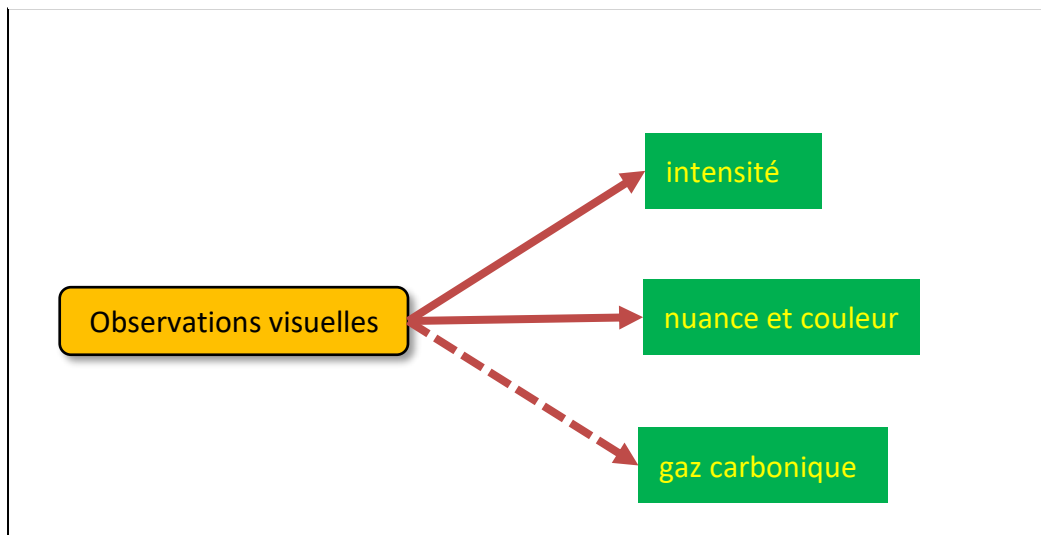 intensité
Observations visuelles
nuance et couleur
gaz carbonique